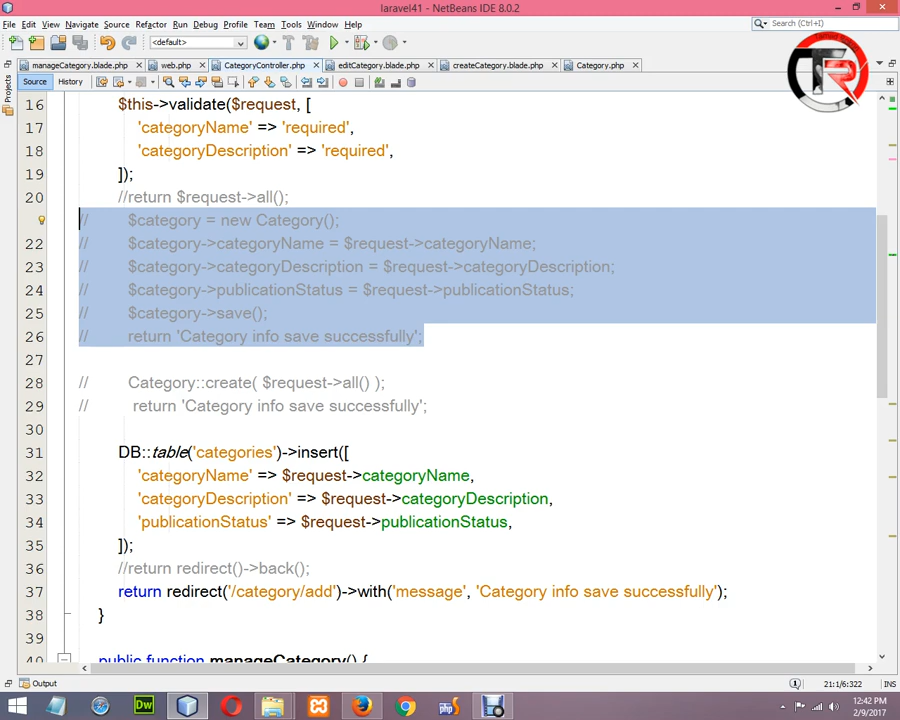 laravel41 - NetBeans IDE 8.0.2
File Edit View Navigate Source Refactor Run Debug Profile Team Tools Window Help
Search (Ctrl+I)
<default>
manageCategory.blade.php web.php CategoryController.php editCategory.blade.php createCategory.blade.php Category.php
Source History
Projects
TR
16 $this->validate($request, [
17 'categoryName' => 'required',
18 'categoryDescription' => 'required',
19 ]);
20 //return $request->all();
// $category = new Category();
22 // $category->categoryName = $request->categoryName;
23 // $category->categoryDescription = $request->categoryDescription;
24 // $category->publicationStatus = $request->publicationStatus;
25 // $category->save();
26 // return 'Category info save successfully';
27
28 // Category::create( $request->all() );
29 // return 'Category info save successfully';
30
31 DB::table('categories')->insert([
32 'categoryName' => $request->categoryName,
33 'categoryDescription' => $request->categoryDescription,
34 'publicationStatus' => $request->publicationStatus,
35 ]);
36 //return redirect()->back();
37 return redirect('/category/add')->with('message', 'Category info save successfully');
38 }
39
40 public function manageCategory() {
Output
21:1/6:322 INS
Dw
php
12:42 PM
2/9/2017